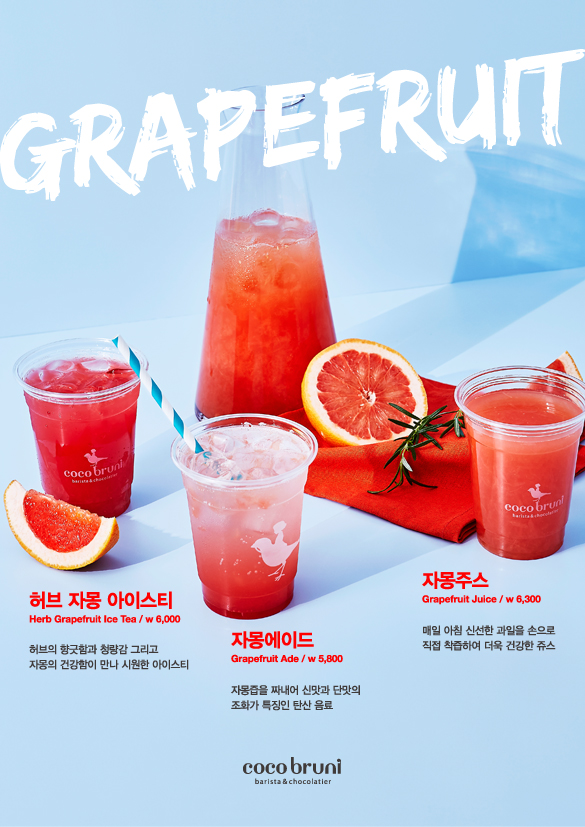 GRAPEFRUIT
coco bruni
barista & chocolatier
coco bruni
barista & chocolatier
허브 자몽 아이스티
Herb Grapefruit Ice Tea / w 6,000
허브의 향긋함과 청량감 그리고
자몽의 건강함이 만나 시원한 아이스티
자몽에이드
Grapefruit Ade / w 5,800
자몽즙을 짜내어 신맛과 단맛의
조화가 특징인 탄산 음료
자몽주스
Grapefruit Juice / w 6,300
매일 아침 신선한 과일을 손으로
직접 착즙하여 더욱 건강한 쥬스
coco bruni
barista & chocolatier